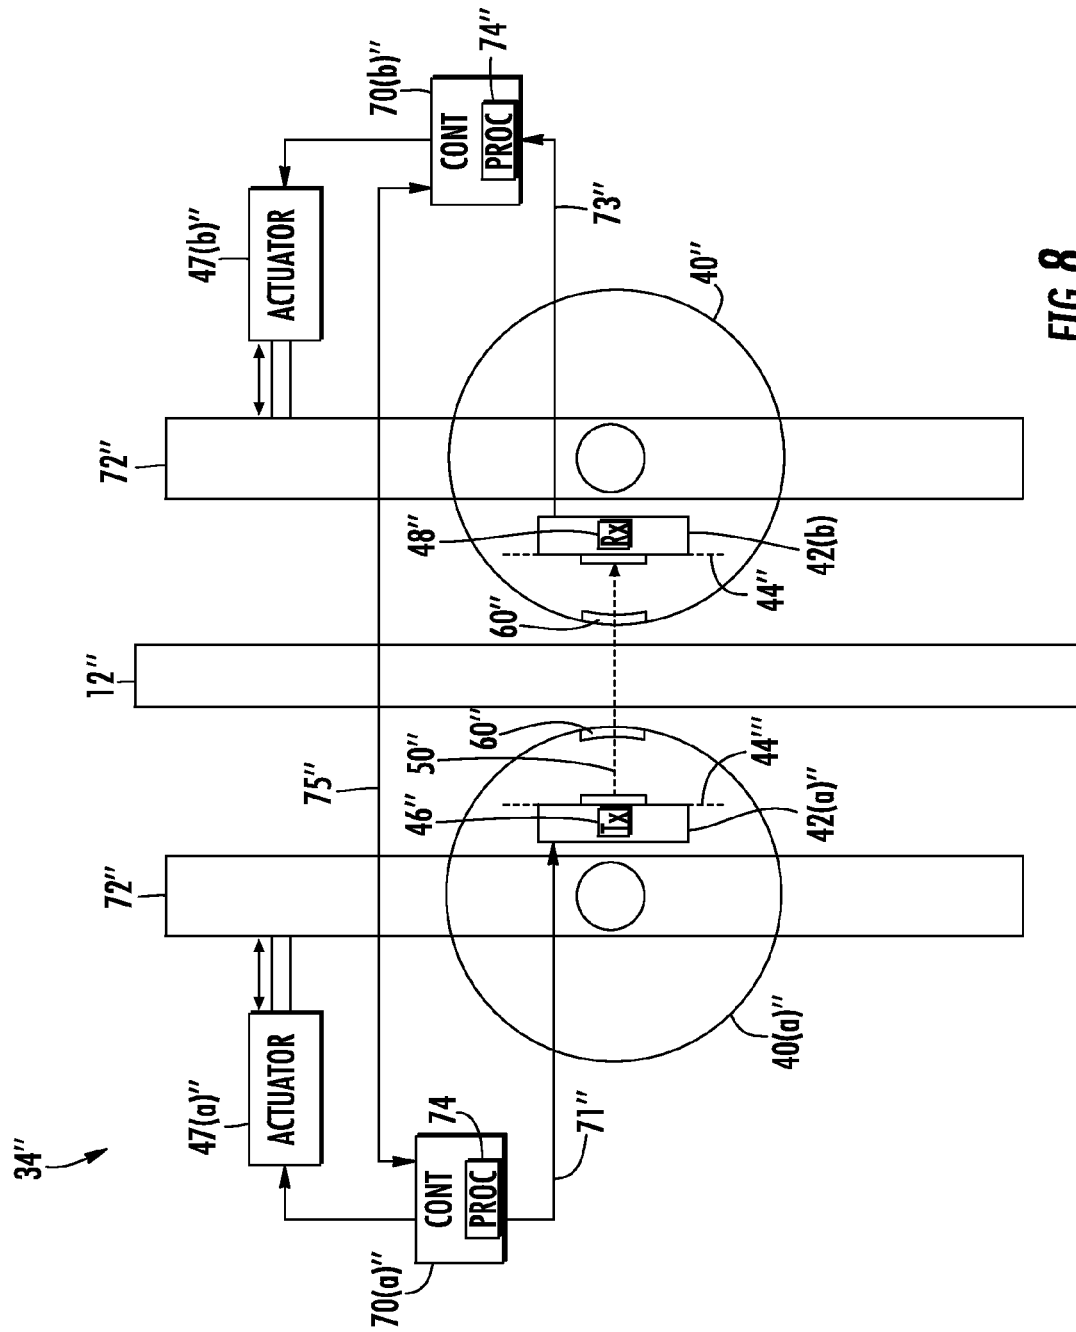 34″
47(a)″
ACTUATOR
72″
12″
72″
47(b)″
ACTUATOR
70(b)″
74″
CONT
PROC
75″
73″
70(a)″
CONT
PROC
74
71″
46″
Tx
50″
60″
60″
48″
Rx
44‴
42(a)″
44″
42(b)
40(a)″
40″
FIG. 8